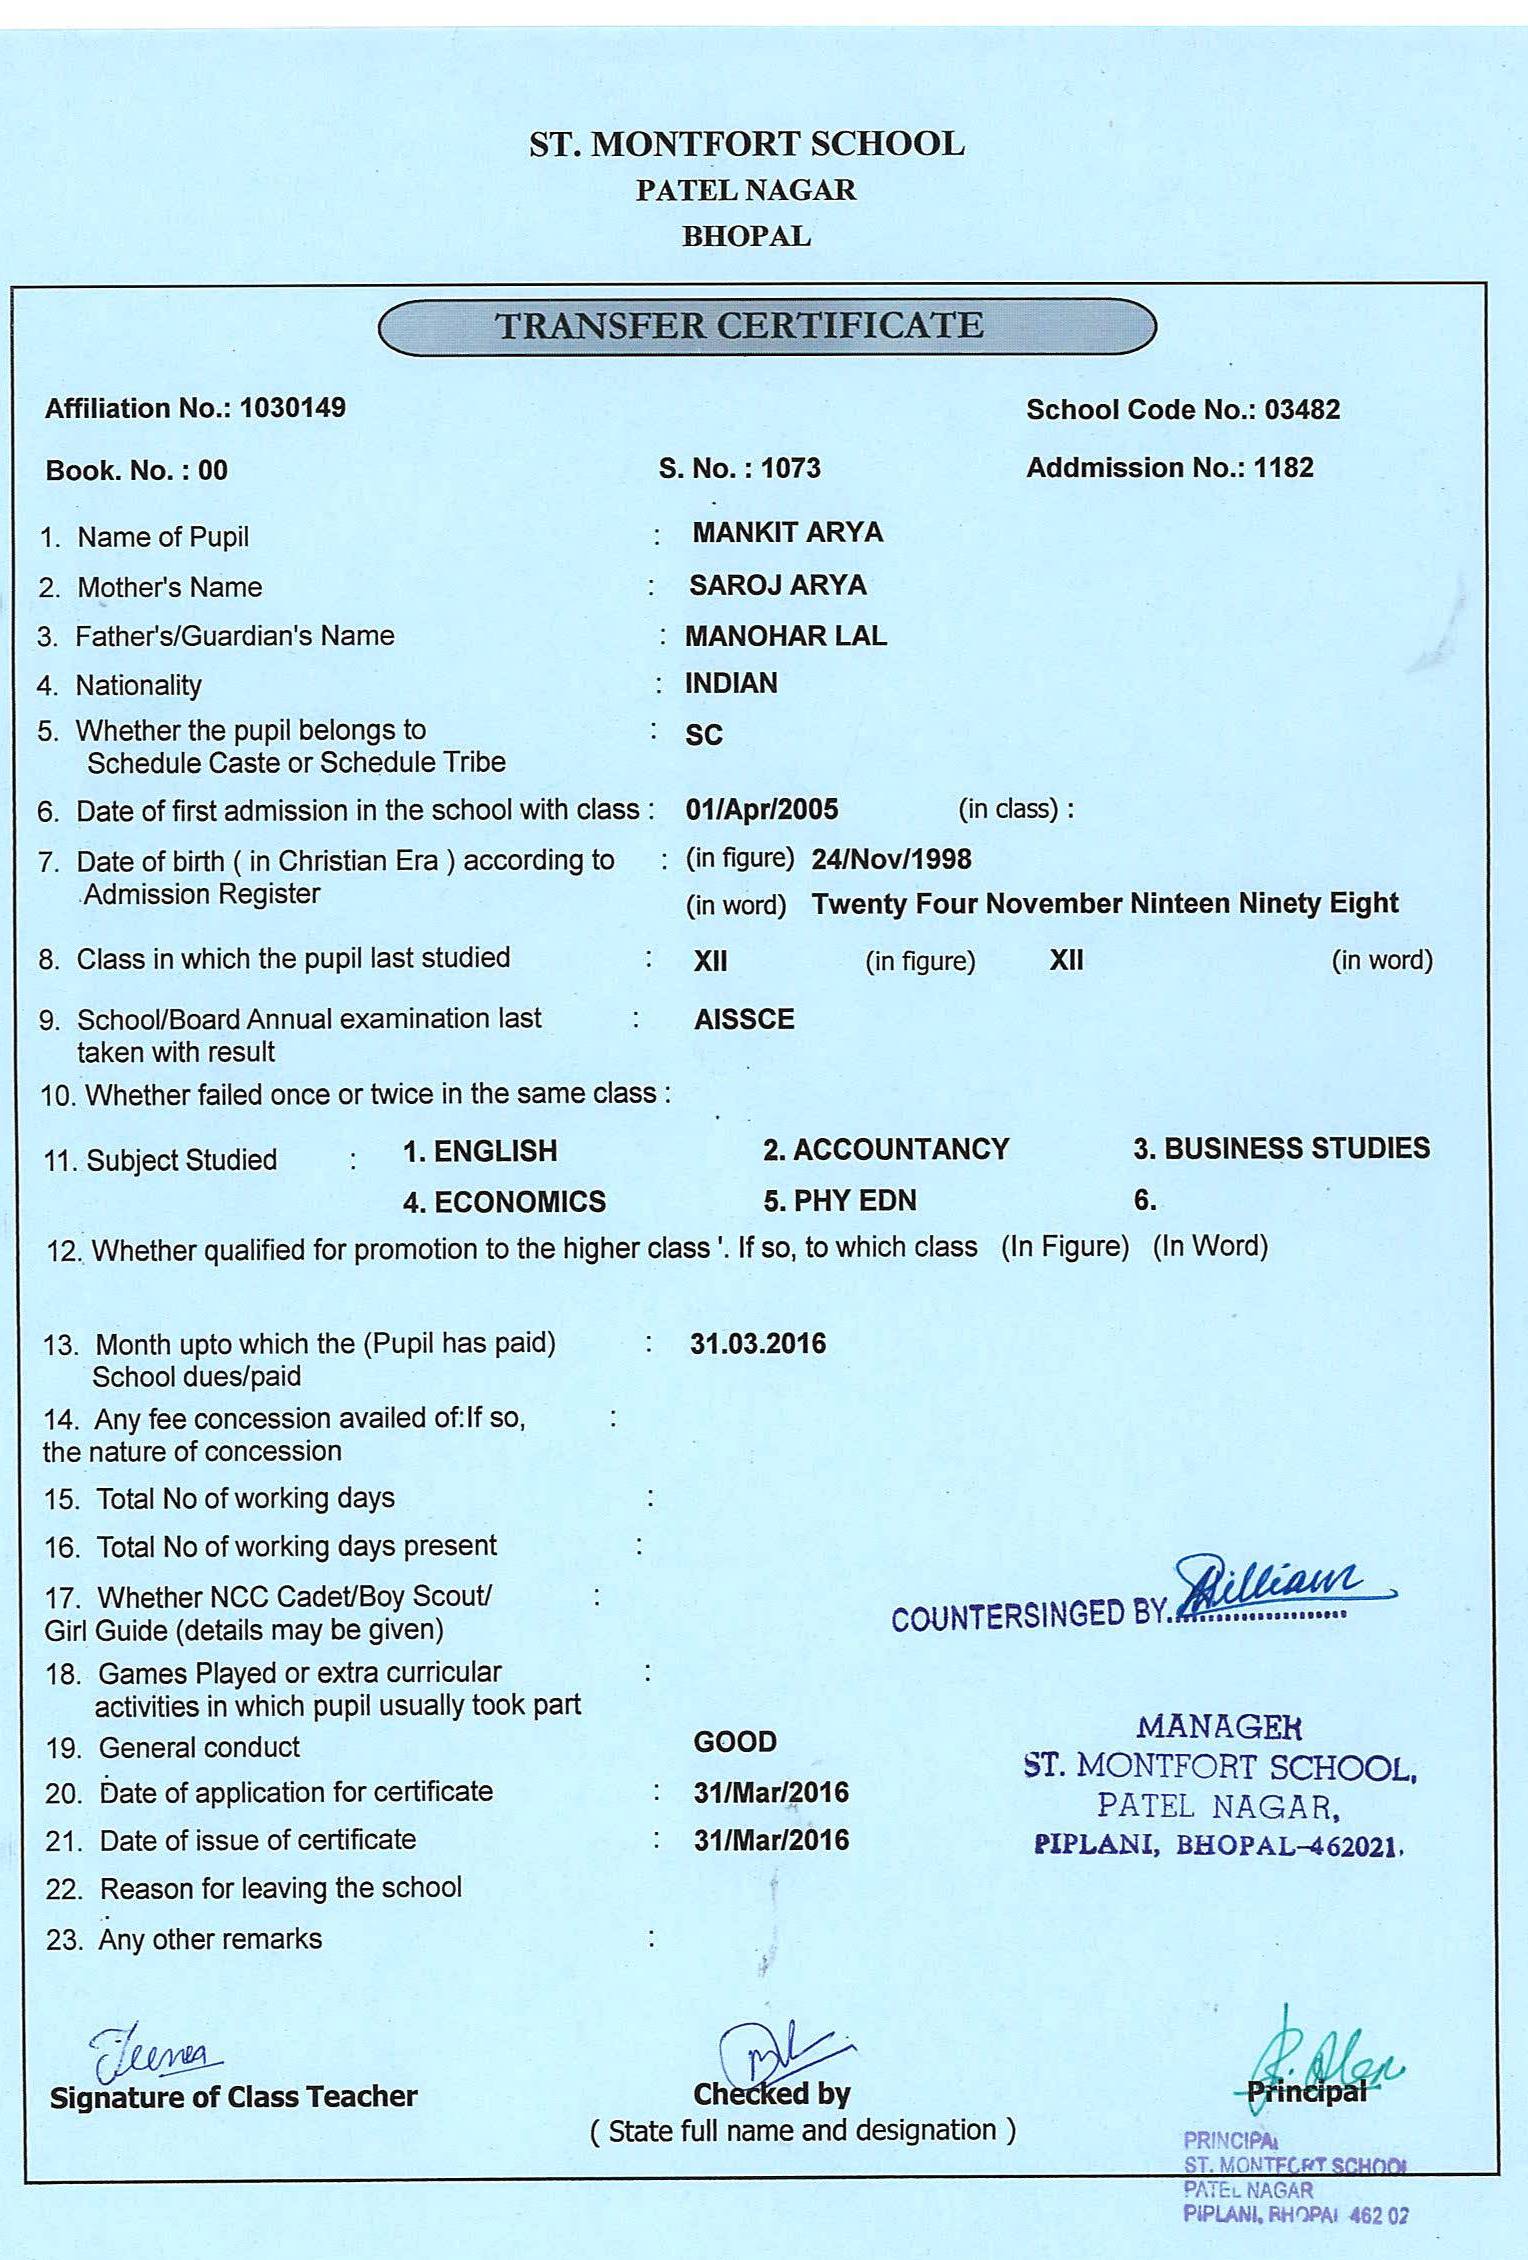 ST. MONTFORT SCHOOL
PATEL NAGAR
BHOPAL
TRANSFER CERTIFICATE
Affiliation No.: 1030149 School Code No.: 03482
Book. No. : 00 S. No. : 1073 Addmission No.: 1182
1. Name of Pupil : MANKIT ARYA
2. Mother's Name : SAROJ ARYA
3. Father's/Guardian's Name : MANOHAR LAL
4. Nationality : INDIAN
5. Whether the pupil belongs to : SC
Schedule Caste or Schedule Tribe
6. Date of first admission in the school with class : 01/Apr/2005 (in class) :
7. Date of birth ( in Christian Era ) according to : (in figure) 24/Nov/1998
Admission Register
(in word) Twenty Four November Ninteen Ninety Eight
8. Class in which the pupil last studied : XII (in figure) XII (in word)
9. School/Board Annual examination last : AISSCE
taken with result
10. Whether failed once or twice in the same class :
11. Subject Studied : 1. ENGLISH 2. ACCOUNTANCY 3. BUSINESS STUDIES
4. ECONOMICS 5. PHY EDN 6.
12. Whether qualified for promotion to the higher class '. If so, to which class (In Figure) (In Word)
13. Month upto which the (Pupil has paid) : 31.03.2016
School dues/paid
14. Any fee concession availed of:If so, :
the nature of concession
15. Total No of working days :
16. Total No of working days present :
17. Whether NCC Cadet/Boy Scout/ :
Girl Guide (details may be given)
COUNTERSINGED BY
18. Games Played or extra curricular :
activities in which pupil usually took part
19. General conduct GOOD
20. Date of application for certificate : 31/Mar/2016
21. Date of issue of certificate : 31/Mar/2016
22. Reason for leaving the school
23. Any other remarks :
MANAGER
ST. MONTFORT SCHOOL,
PATEL NAGAR,
PIPLANI, BHOPAL-462021.
Signature of Class Teacher Checked by Principal
( State full name and designation )
PRINCIPAL
ST. MONTFORT SCHOOL
PATEL NAGAR
PIPLANI, BHOPAL 462 02